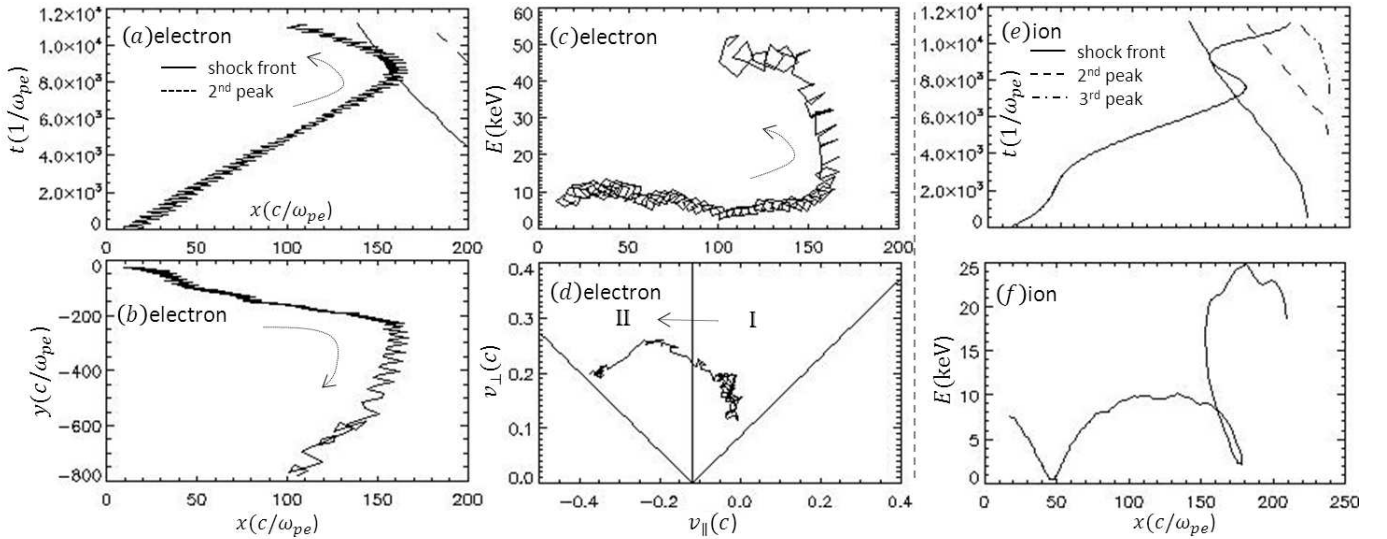 (a)electron
shock front
2nd peak
t(1/ωpe)
1.2×10⁴
1.0×10⁴
8.0×10³
6.0×10³
4.0×10³
2.0×10³
0
x(c/ωpe)
0 50 100 150 200
(b)electron
y(c/ωpe)
0
−200
−400
−600
−800
0 50 100 150 200
x(c/ωpe)
(c)electron
E(keV)
60
50
40
30
20
10
0
0 50 100 150 200
(d)electron
II I
v⊥(c)
0.4
0.3
0.2
0.1
0.0
−0.4 −0.2 0.0 0.2 0.4
v∥(c)
(e)ion
shock front
2nd peak
3rd peak
t(1/ωpe)
1.2×10⁴
1.0×10⁴
8.0×10³
6.0×10³
4.0×10³
2.0×10³
0
0 50 100 150 200 250
(f)ion
E(keV)
25
20
15
10
5
0
0 50 100 150 200 250
x(c/ωpe)